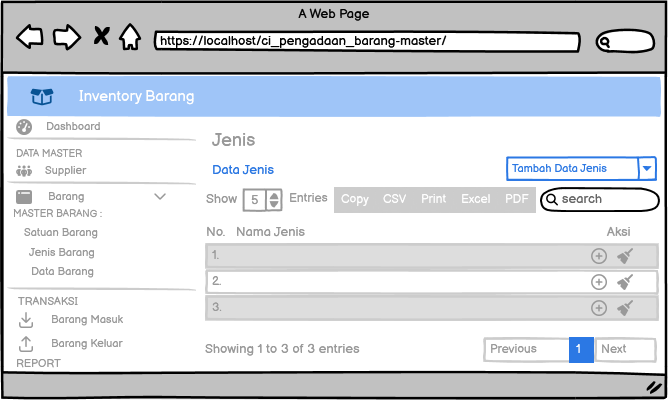 A Web Page
https://localhost/ci_pengadaan_barang-master/
Inventory Barang
Dashboard
DATA MASTER
Supplier
Barang
MASTER BARANG :
Satuan Barang
Jenis Barang
Data Barang
TRANSAKSI
Barang Masuk
Barang Keluar
REPORT
Jenis
Data Jenis
Tambah Data Jenis
Show 5 Entries Copy CSV Print Excel PDF search
No. Nama Jenis Aksi
1.
2.
3.
Showing 1 to 3 of 3 entries Previous 1 Next